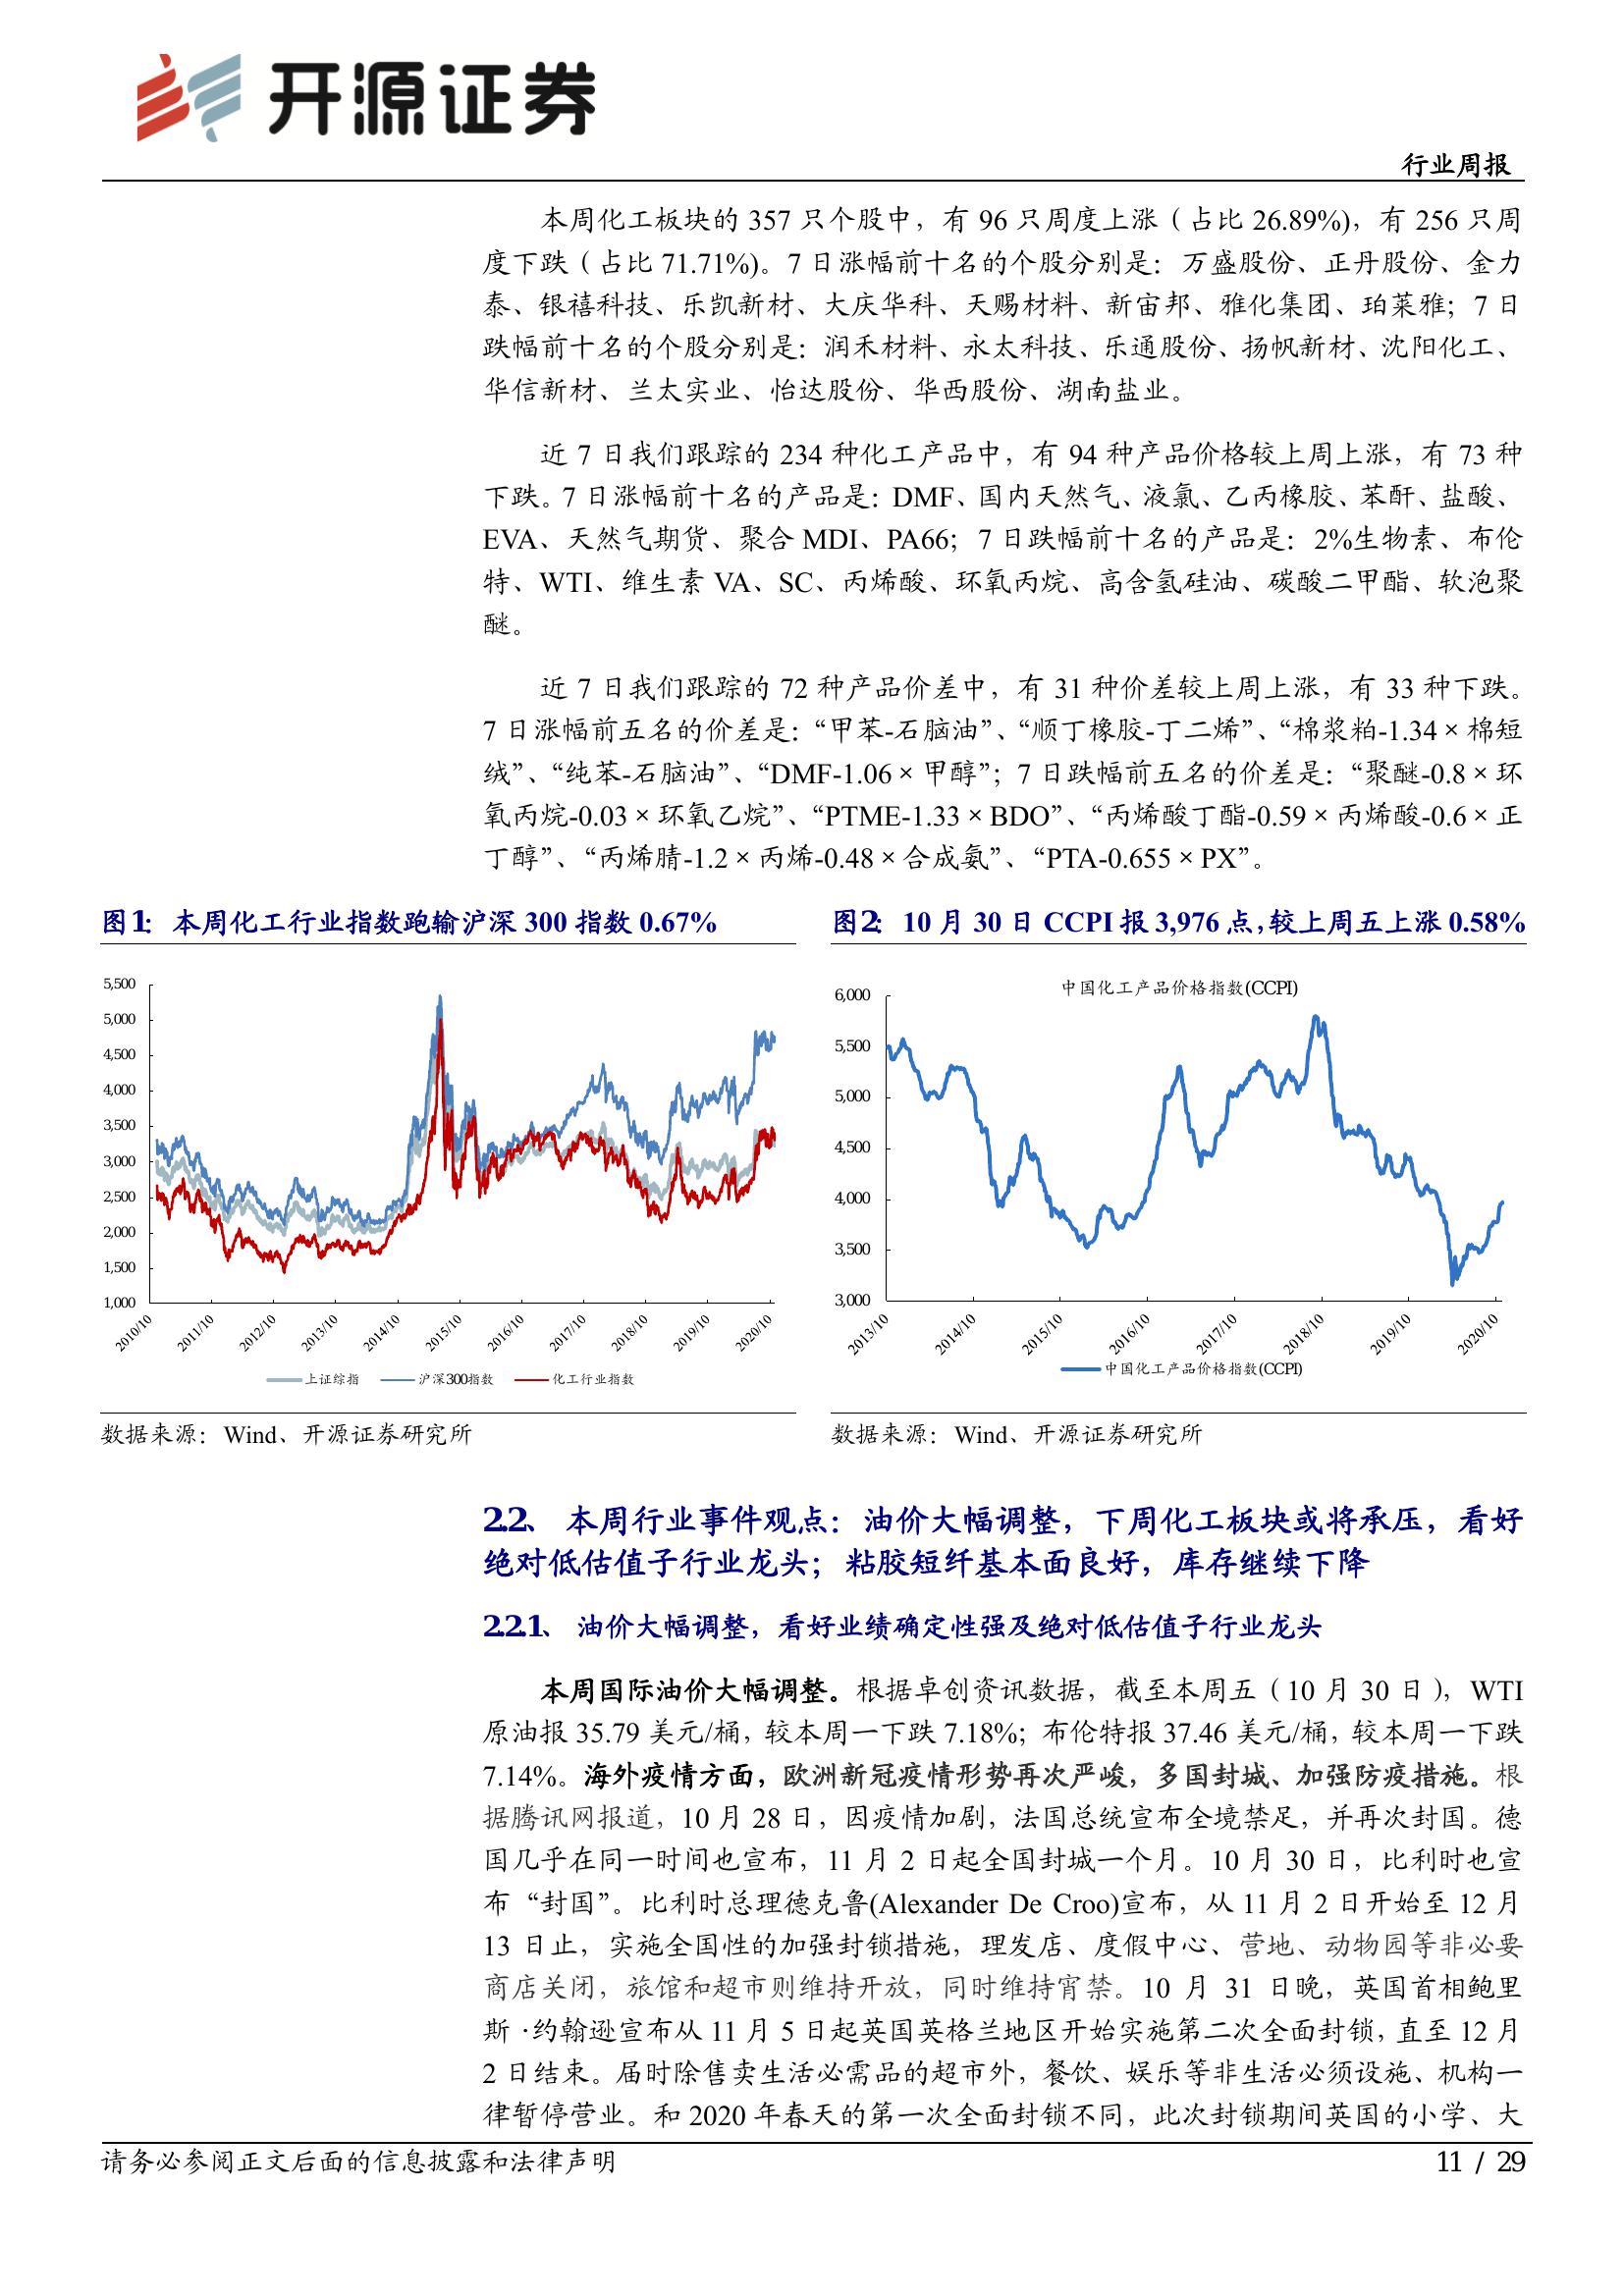 开源证券
行业周报
本周化工板块的 357 只个股中，有 96 只周度上涨（占比 26.89%)，有 256 只周
度下跌（占比 71.71%)。7 日涨幅前十名的个股分别是：万盛股份、正丹股份、金力
泰、银禧科技、乐凯新材、大庆华科、天赐材料、新宙邦、雅化集团、珀莱雅；7 日
跌幅前十名的个股分别是：润禾材料、永太科技、乐通股份、扬帆新材、沈阳化工、
华信新材、兰太实业、怡达股份、华西股份、湖南盐业。
近 7 日我们跟踪的 234 种化工产品中，有 94 种产品价格较上周上涨，有 73 种
下跌。7 日涨幅前十名的产品是：DMF、国内天然气、液氯、乙丙橡胶、苯酐、盐酸、
EVA、天然气期货、聚合 MDI、PA66；7 日跌幅前十名的产品是：2%生物素、布伦
特、WTI、维生素 VA、SC、丙烯酸、环氧丙烷、高含氢硅油、碳酸二甲酯、软泡聚
醚。
近 7 日我们跟踪的 72 种产品价差中，有 31 种价差较上周上涨，有 33 种下跌。
7 日涨幅前五名的价差是：“甲苯-石脑油”、“顺丁橡胶-丁二烯”、“棉浆粕-1.34×棉短
绒”、“纯苯-石脑油”、“DMF-1.06×甲醇”；7 日跌幅前五名的价差是：“聚醚-0.8×环
氧丙烷-0.03×环氧乙烷”、“PTME-1.33×BDO”、“丙烯酸丁酯-0.59×丙烯酸-0.6×正
丁醇”、“丙烯腈-1.2×丙烯-0.48×合成氨”、“PTA-0.655×PX”。
图1：本周化工行业指数跑输沪深 300 指数 0.67%
5,500
5,000
4,500
4,000
3,500
3,000
2,500
2,000
1,500
1,000
2010/10
2011/10
2012/10
2013/10
2014/10
2015/10
2016/10
2017/10
2018/10
2019/10
2020/10
上证综指 沪深300指数 化工行业指数
数据来源：Wind、开源证券研究所
图2：10 月 30 日 CCPI 报 3,976 点，较上周五上涨 0.58%
中国化工产品价格指数(CCPI)
6,000
5,500
5,000
4,500
4,000
3,500
3,000
2013/10
2014/10
2015/10
2016/10
2017/10
2018/10
2019/10
2020/10
中国化工产品价格指数(CCPI)
数据来源：Wind、开源证券研究所
2.2、 本周行业事件观点：油价大幅调整，下周化工板块或将承压，看好
绝对低估值子行业龙头；粘胶短纤基本面良好，库存继续下降
2.2.1、 油价大幅调整，看好业绩确定性强及绝对低估值子行业龙头
本周国际油价大幅调整。根据卓创资讯数据，截至本周五（10 月 30 日），WTI
原油报 35.79 美元/桶，较本周一下跌 7.18%；布伦特报 37.46 美元/桶，较本周一下跌
7.14%。海外疫情方面，欧洲新冠疫情形势再次严峻，多国封城、加强防疫措施。根
据腾讯网报道，10 月 28 日，因疫情加剧，法国总统宣布全境禁足，并再次封国。德
国几乎在同一时间也宣布，11 月 2 日起全国封城一个月。10 月 30 日，比利时也宣
布“封国”。比利时总理德克鲁(Alexander De Croo)宣布，从 11 月 2 日开始至 12 月
13 日止，实施全国性的加强封锁措施，理发店、度假中心、营地、动物园等非必要
商店关闭，旅馆和超市则维持开放，同时维持宵禁。10 月 31 日晚，英国首相鲍里
斯·约翰逊宣布从 11 月 5 日起英国英格兰地区开始实施第二次全面封锁，直至 12 月
2 日结束。届时除售卖生活必需品的超市外，餐饮、娱乐等非生活必须设施、机构一
律暂停营业。和 2020 年春天的第一次全面封锁不同，此次封锁期间英国的小学、大
请务必参阅正文后面的信息披露和法律声明
11 / 29